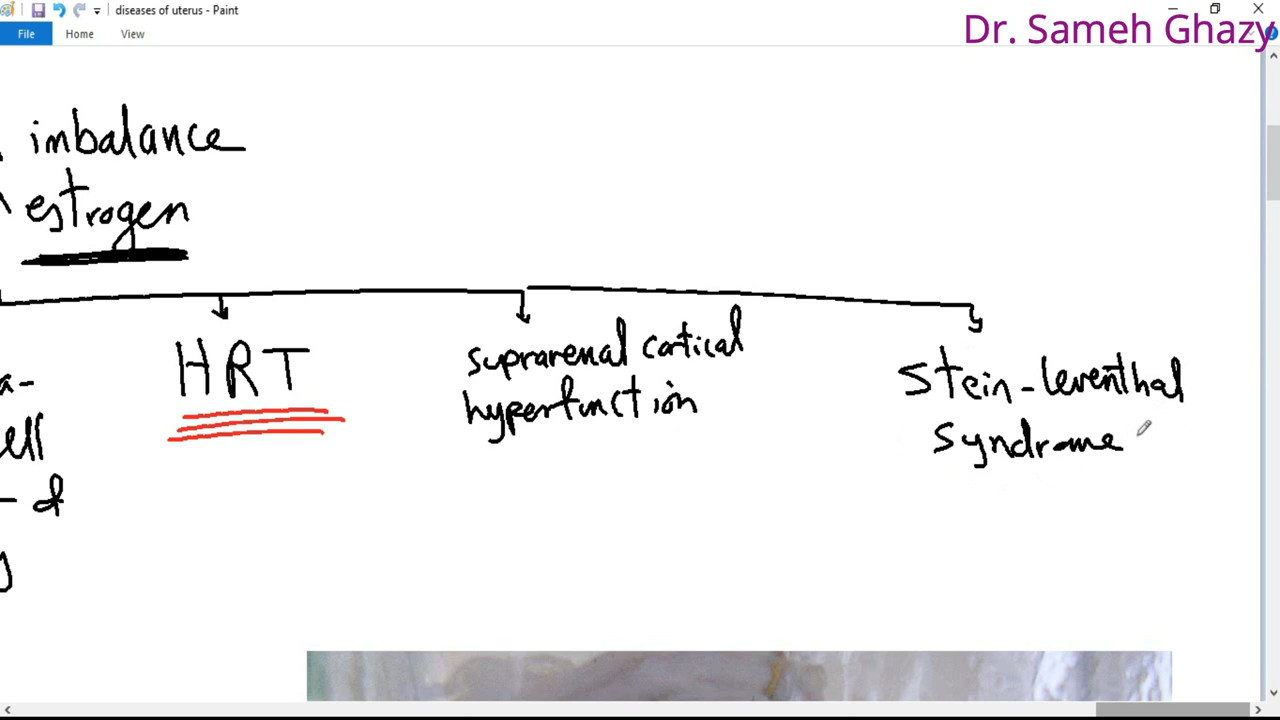 diseases of uterus - Paint
File Home View
Dr. Sameh Ghazy
imbalance
estrogen
HRT
suprarenal cortical
hyperfunction
Stein-leventhal
Syndrome
a-
ell
d